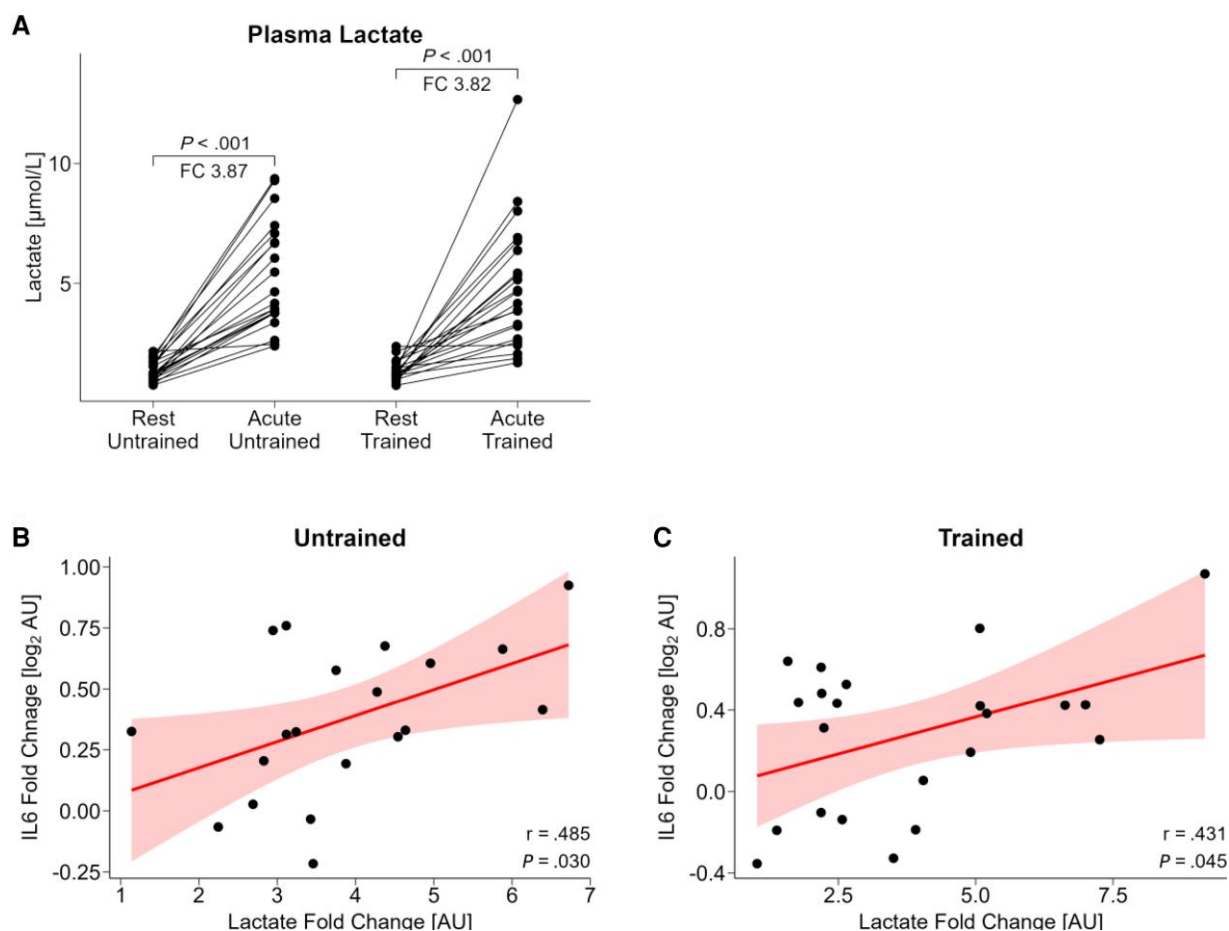 A
Plasma Lactate
P < .001
FC 3.82
P < .001
FC 3.87
Lactate [µmol/L]
10
5
Rest Untrained
Acute Untrained
Rest Trained
Acute Trained
B
Untrained
IL6 Fold Chnage [log₂ AU]
1.00
0.75
0.50
0.25
0.00
-0.25
r = .485
P = .030
1 2 3 4 5 6 7
Lactate Fold Change [AU]
C
Trained
IL6 Fold Chnage [log₂ AU]
0.8
0.4
0.0
-0.4
r = .431
P = .045
2.5 5.0 7.5
Lactate Fold Change [AU]